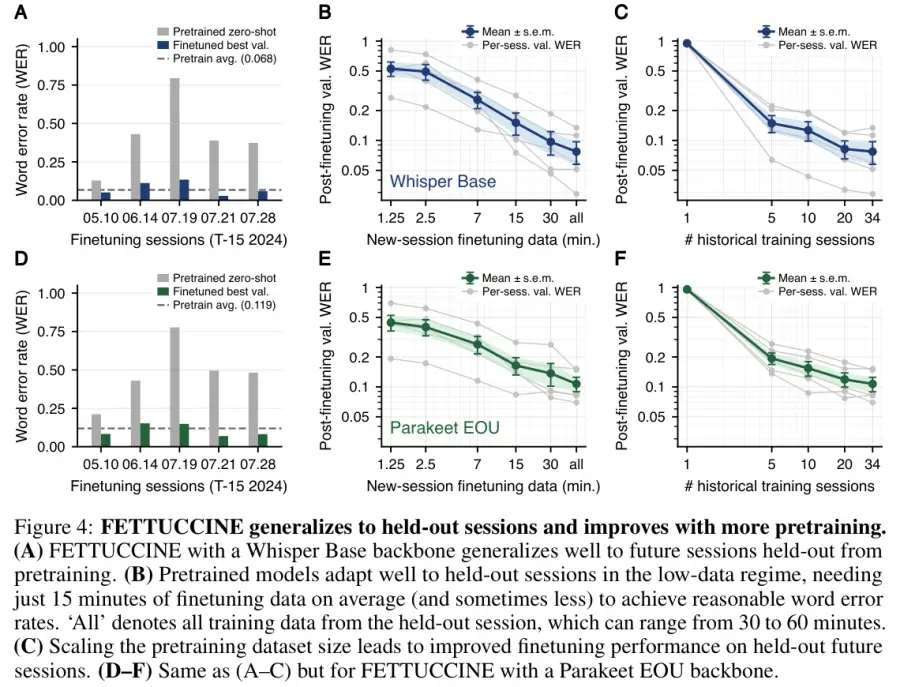 A
Word error rate (WER)
1.00
0.75
0.50
0.25
0.00
Pretrained zero-shot
Finetuned best val.
Pretrain avg. (0.068)
05.10 06.14 07.19 07.21 07.28
Finetuning sessions (T-15 2024)
B
Post-finetuning val. WER
1
0.5
0.2
0.1
0.05
Mean ± s.e.m.
Per-sess. val. WER
Whisper Base
1.25 2.5 7 15 30 all
New-session finetuning data (min.)
C
Post-finetuning val. WER
1
0.5
0.2
0.1
0.05
Mean ± s.e.m.
Per-sess. val. WER
1 5 10 20 34
# historical training sessions
D
Word error rate (WER)
1.00
0.75
0.50
0.25
0.00
Pretrained zero-shot
Finetuned best val.
Pretrain avg. (0.119)
05.10 06.14 07.19 07.21 07.28
Finetuning sessions (T-15 2024)
E
Post-finetuning val. WER
1
0.5
0.2
0.1
0.05
Mean ± s.e.m.
Per-sess. val. WER
Parakeet EOU
1.25 2.5 7 15 30 all
New-session finetuning data (min.)
F
Post-finetuning val. WER
1
0.5
0.2
0.1
0.05
Mean ± s.e.m.
Per-sess. val. WER
1 5 10 20 34
# historical training sessions
Figure 4: FETTUCCINE generalizes to held-out sessions and improves with more pretraining.
(A) FETTUCCINE with a Whisper Base backbone generalizes well to future sessions held-out from
pretraining. (B) Pretrained models adapt well to held-out sessions in the low-data regime, needing
just 15 minutes of finetuning data on average (and sometimes less) to achieve reasonable word error
rates. ‘All’ denotes all training data from the held-out session, which can range from 30 to 60 minutes.
(C) Scaling the pretraining dataset size leads to improved finetuning performance on held-out future
sessions. (D–F) Same as (A–C) but for FETTUCCINE with a Parakeet EOU backbone.